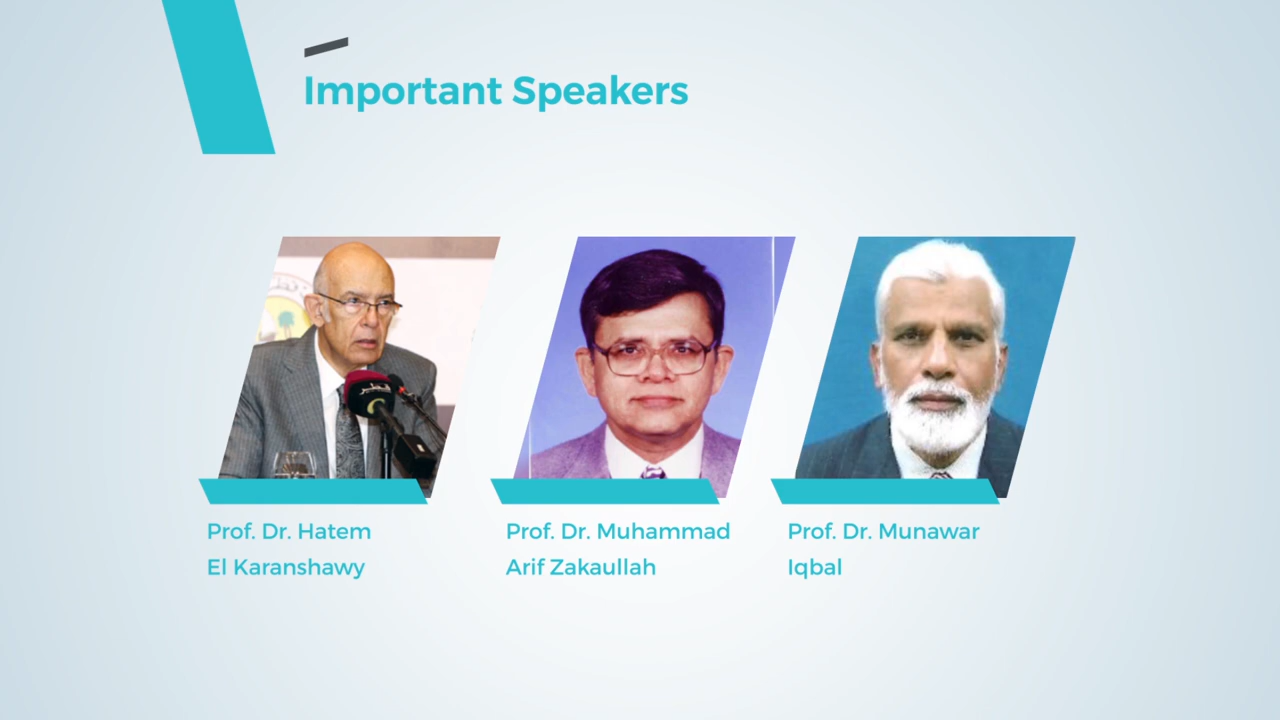 Important Speakers
Prof. Dr. Hatem
El Karanshawy
Prof. Dr. Muhammad
Arif Zakaullah
Prof. Dr. Munawar
Iqbal